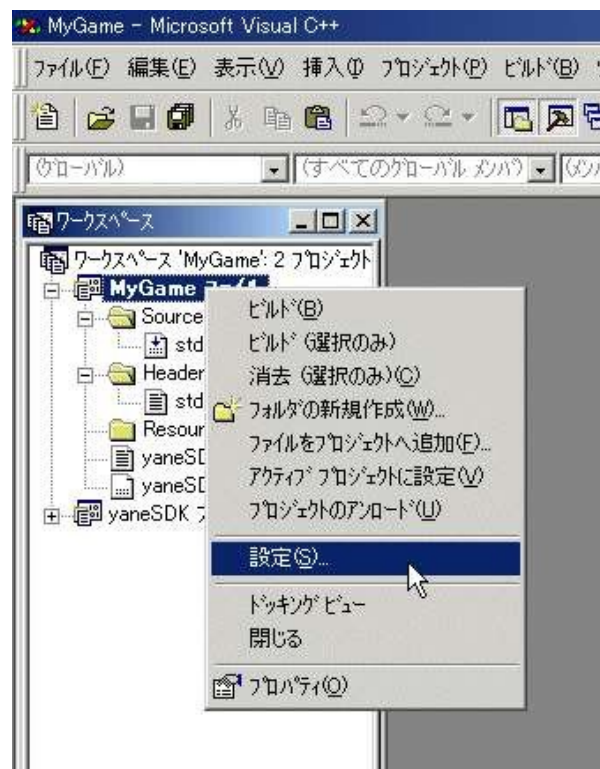 MyGame - Microsoft Visual C++
ﾌｧｲﾙ(F) 編集(E) 表示(V) 挿入(I) ﾌﾟﾛｼﾞｪｸﾄ(P) ﾋﾞﾙﾄﾞ(B)
(ｸﾞﾛｰﾊﾞﾙ) (すべてのｸﾞﾛｰﾊﾞﾙ ﾒﾝﾊﾞ)
ﾜｰｸｽﾍﾟｰｽ
ﾜｰｸｽﾍﾟｰｽ 'MyGame': 2 ﾌﾟﾛｼﾞｪｸﾄ
MyGame
Source
std
Header
std
Resour
yaneSD
yaneSD
yaneSDK
ﾋﾞﾙﾄﾞ(B)
ﾋﾞﾙﾄﾞ (選択のみ)
消去 (選択のみ)(C)
ﾌｫﾙﾀﾞの新規作成(W)...
ﾌｧｲﾙをﾌﾟﾛｼﾞｪｸﾄへ追加(F)...
ｱｸﾃｨﾌﾞ ﾌﾟﾛｼﾞｪｸﾄに設定(V)
ﾌﾟﾛｼﾞｪｸﾄのｱﾝﾛｰﾄﾞ(U)
設定(S)...
ﾄﾞｯｷﾝｸﾞ ﾋﾞｭｰ
閉じる
ﾌﾟﾛﾊﾟﾃｨ(O)